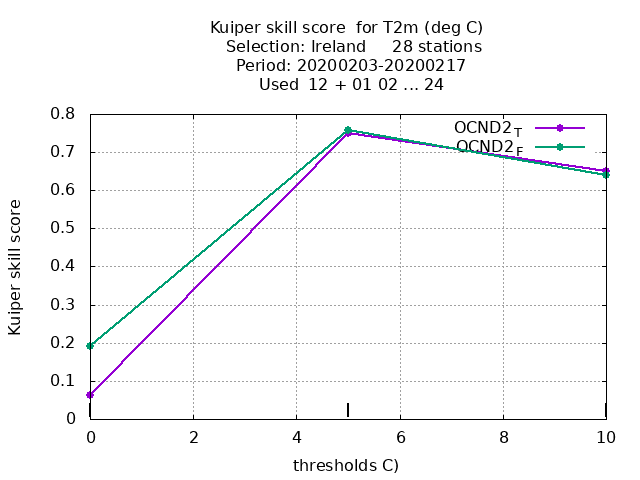 Kuiper skill score for T2m (deg C)
Selection: Ireland 28 stations
Period: 20200203-20200217
Used 12 + 01 02 ... 24
OCND2_T
OCND2_F
Kuiper skill score
0.8
0.7
0.6
0.5
0.4
0.3
0.2
0.1
0
0 2 4 6 8 10
thresholds C)